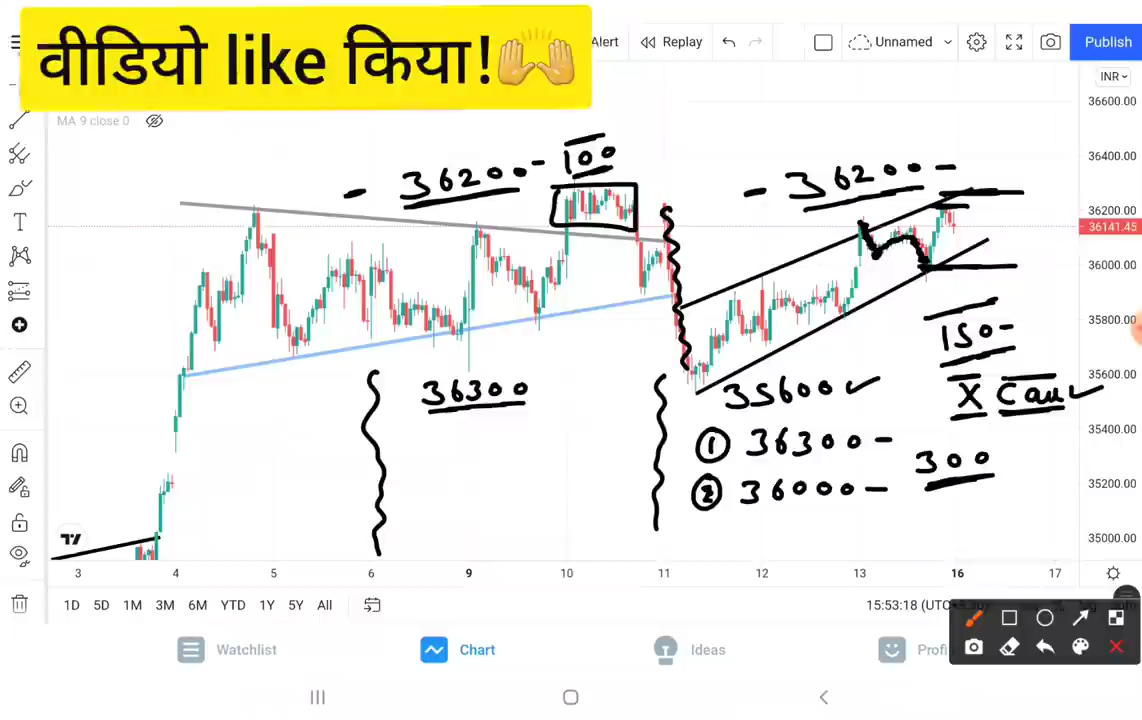 वीडियो like किया!🙌
Alert
Replay
Unnamed
Publish
INR
MA 9 close 0
36600.00
36400.00
36200.00
36141.45
36000.00
35800.00
35600.00
35400.00
35200.00
35000.00
- 36200 - 100
- 36200 -
36300
35600 ✓
150-
X Call ✓
① 36300 -
② 36000 -
300
3 4 5 6 9 10 11 12 13 16 17
1D 5D 1M 3M 6M YTD 1Y 5Y All
15:53:18 (UTC
Watchlist
Chart
Ideas
Profi